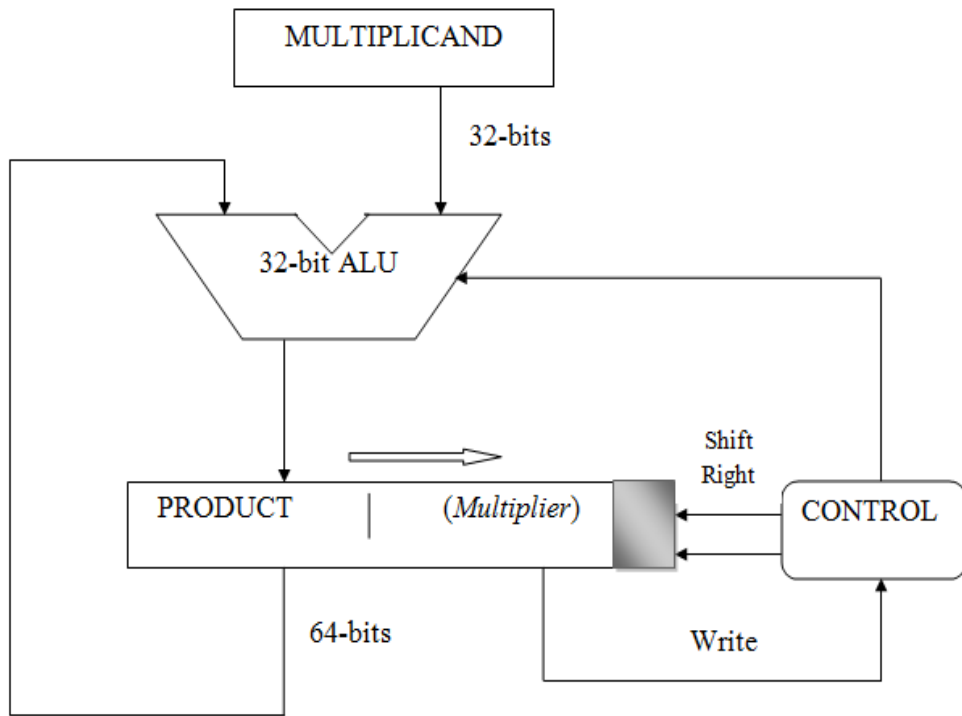 MULTIPLICAND
32-bits
32-bit ALU
Shift
Right
PRODUCT
(Multiplier)
CONTROL
64-bits
Write